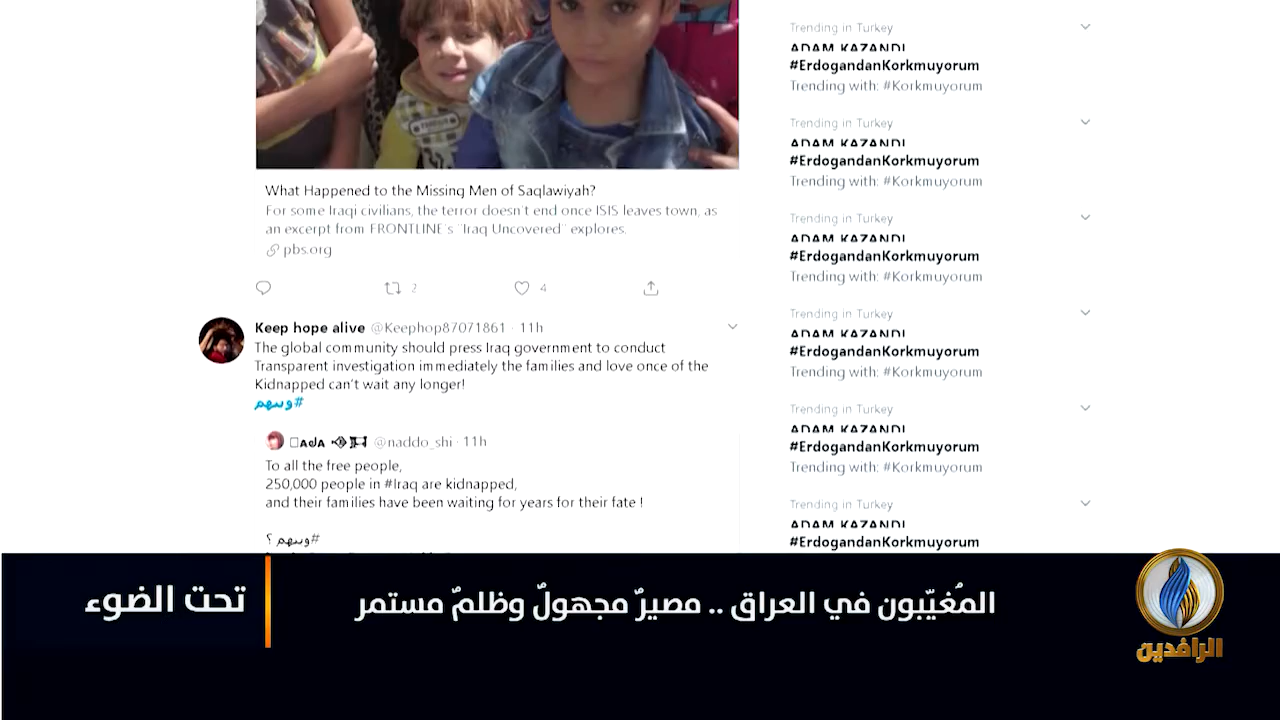 What Happened to the Missing Men of Saqlawiyah?
For some Iraqi civilians, the terror doesn't end once ISIS leaves town, as
an excerpt from FRONTLINE's "Iraq Uncovered" explores.
pbs.org
2
4
Keep hope alive @Keephop87071861 · 11h
The global community should press Iraq government to conduct
Transparent investigation immediately the families and love once of the
Kidnapped can't wait any longer!
#وينهم
@naddo_shi · 11h
To all the free people,
250,000 people in #Iraq are kidnapped,
and their families have been waiting for years for their fate !
#وينهم ؟
Trending in Turkey
ADAM KAZANDI
#ErdogandanKorkmuyorum
Trending with: #Korkmuyorum
Trending in Turkey
ADAM KAZANDI
#ErdogandanKorkmuyorum
Trending with: #Korkmuyorum
Trending in Turkey
ADAM KAZANDI
#ErdogandanKorkmuyorum
Trending with: #Korkmuyorum
Trending in Turkey
ADAM KAZANDI
#ErdogandanKorkmuyorum
Trending with: #Korkmuyorum
Trending in Turkey
ADAM KAZANDI
#ErdogandanKorkmuyorum
Trending with: #Korkmuyorum
Trending in Turkey
ADAM KAZANDI
#ErdogandanKorkmuyorum
المُغيّبون في العراق .. مصيرٌ مجهولٌ وظلمٌ مستمر
تحت الضوء
الرافدين